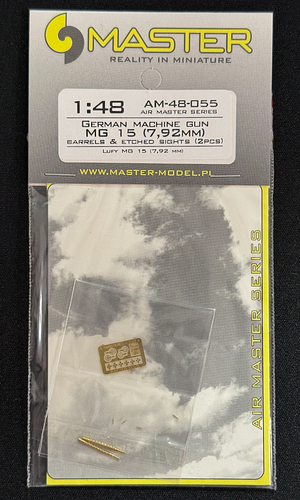 MASTER
REALITY IN MINIATURE
1:48
AM-48-055
AIR MASTER SERIES
GERMAN MACHINE GUN
MG 15 (7,92MM)
BARRELS & ETCHED SIGHTS (2PCS)
LUFY MG 15 (7,92 MM)
WWW.MASTER-MODEL.PL
AIR MASTER SERIES